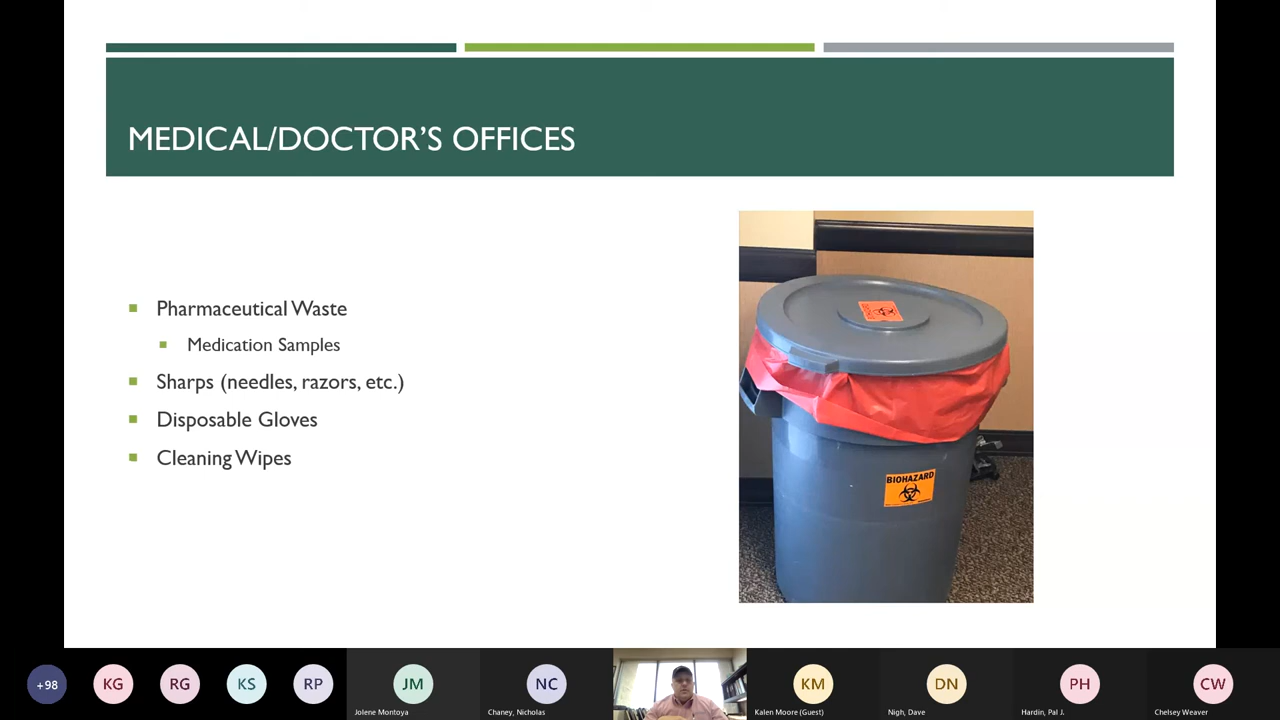 MEDICAL/DOCTOR'S OFFICES
Pharmaceutical Waste
Medication Samples
Sharps (needles, razors, etc.)
Disposable Gloves
Cleaning Wipes
BIOHAZARD
+98
KG
RG
KS
RP
JM
Jolene Montoya
NC
Chaney, Nicholas
KM
Kalen Moore (Guest)
DN
Nigh, Dave
PH
Hardin, Pal J.
CW
Chelsey Weaver